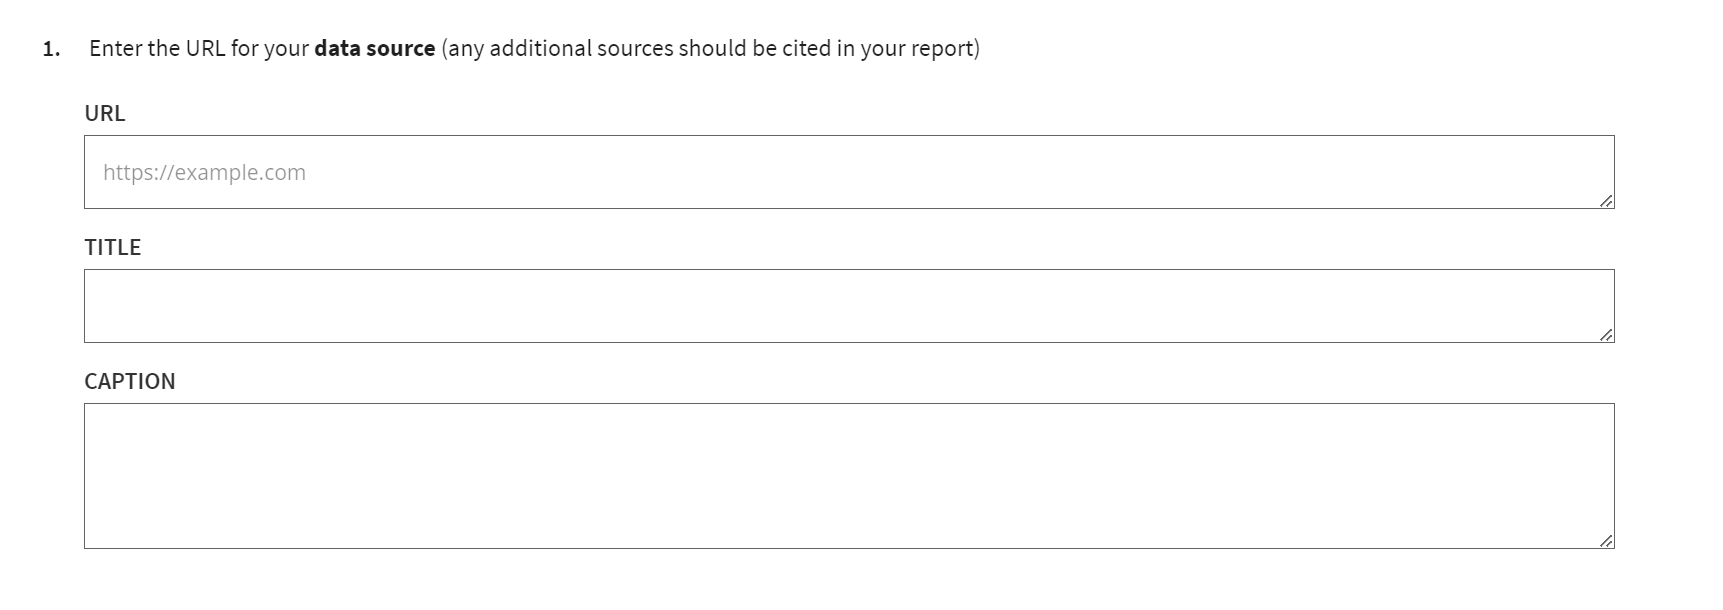 1. Enter the URL for your data source (any additional sources should be cited in your report)
URL
https://example.com
TITLE
CAPTION